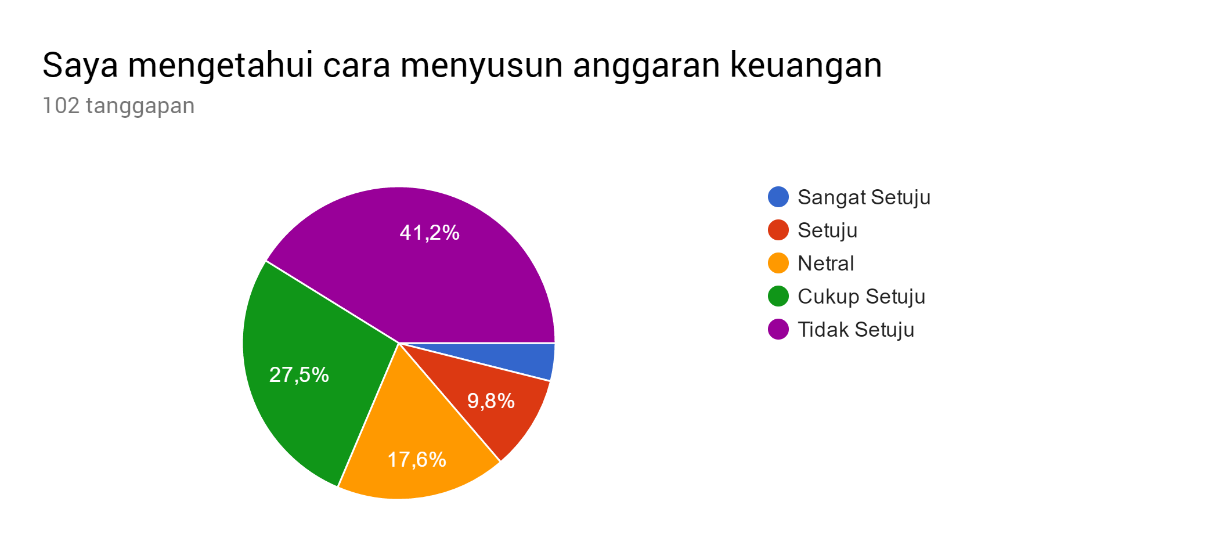 Saya mengetahui cara menyusun anggaran keuangan
102 tanggapan
Sangat Setuju
Setuju
Netral
Cukup Setuju
Tidak Setuju
41,2%
27,5%
9,8%
17,6%